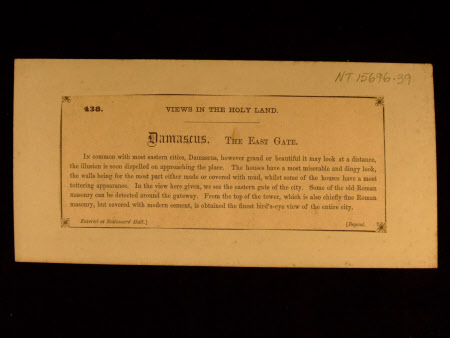 NT 15696-39
438.
VIEWS IN THE HOLY LAND.
Damascus. THE EAST GATE.
IN common with most eastern cities, Damascus, however grand or beautiful it may look at a distance,
the illusion is soon dispelled on approaching the place. The houses have a most miserable and dingy look,
the walls being for the most part either made or covered with mud, whilst some of the houses have a most
tottering appearance. In the view here given, we see the eastern gate of the city. Some of the old Roman
masonry can be detected around the gateway. From the top of the tower, which is also chiefly fine Roman
masonry, but covered with modern cement, is obtained the finest bird's-eye view of the entire city.
Entered at Stationers' Hall.]
[Deposé.